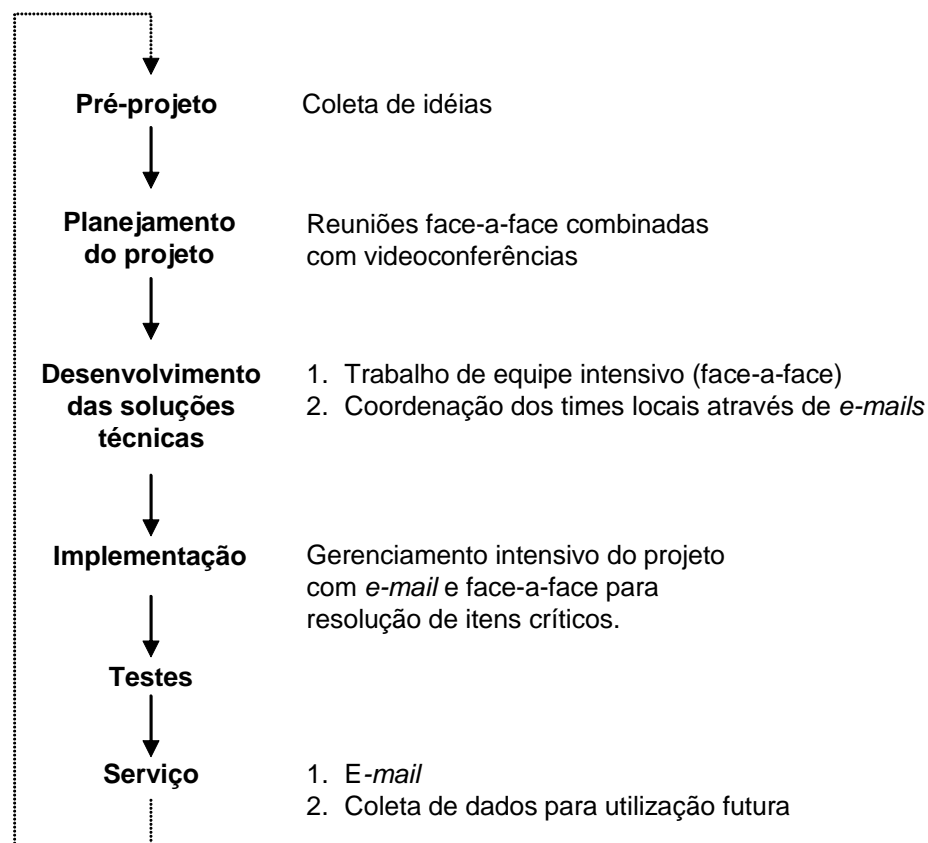 Pré-projeto
Coleta de idéias
Planejamento
do projeto
Reuniões face-a-face combinadas
com videoconferências
Desenvolvimento
das soluções
técnicas
1. Trabalho de equipe intensivo (face-a-face)
2. Coordenação dos times locais através de e-mails
Implementação
Gerenciamento intensivo do projeto
com e-mail e face-a-face para
resolução de itens críticos.
Testes
Serviço
1. E-mail
2. Coleta de dados para utilização futura